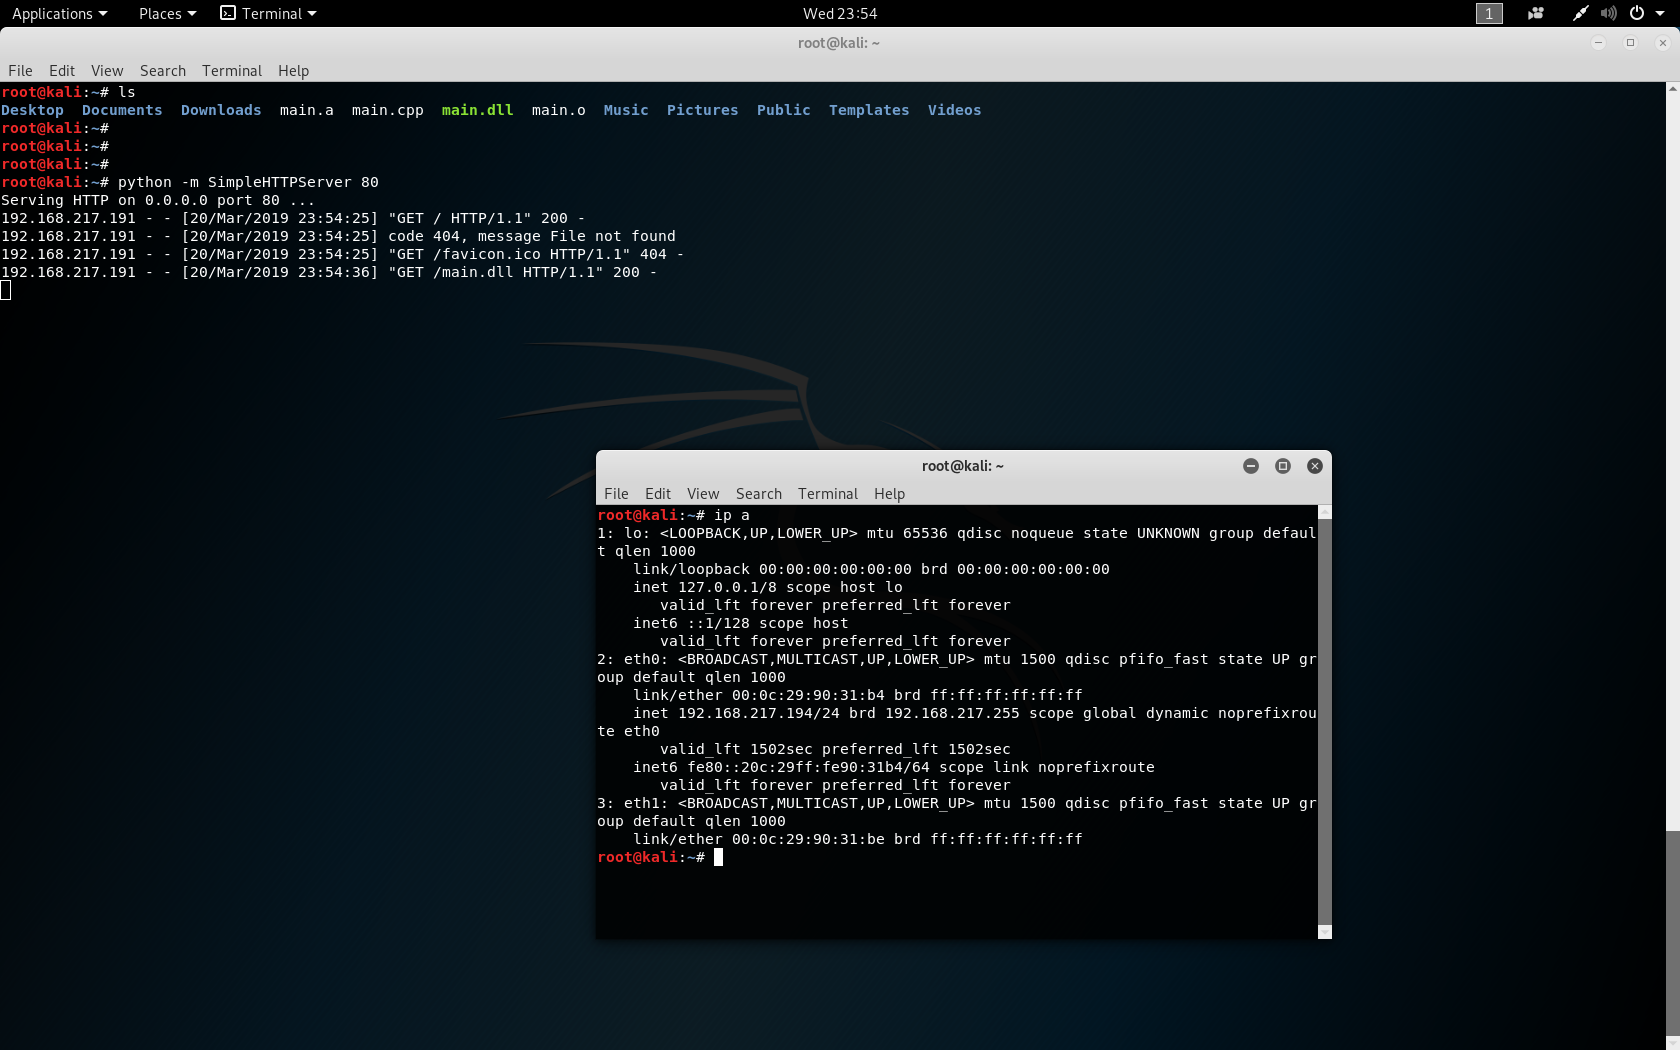 Applications Places Terminal Wed 23:54 1
root@kali: ~
File Edit View Search Terminal Help
root@kali:~# ls
Desktop Documents Downloads main.a main.cpp main.dll main.o Music Pictures Public Templates Videos
root@kali:~#
root@kali:~#
root@kali:~#
root@kali:~# python -m SimpleHTTPServer 80
Serving HTTP on 0.0.0.0 port 80 ...
192.168.217.191 - - [20/Mar/2019 23:54:25] "GET / HTTP/1.1" 200 -
192.168.217.191 - - [20/Mar/2019 23:54:25] code 404, message File not found
192.168.217.191 - - [20/Mar/2019 23:54:25] "GET /favicon.ico HTTP/1.1" 404 -
192.168.217.191 - - [20/Mar/2019 23:54:36] "GET /main.dll HTTP/1.1" 200 -
root@kali: ~
File Edit View Search Terminal Help
root@kali:~# ip a
1: lo: <LOOPBACK,UP,LOWER_UP> mtu 65536 qdisc noqueue state UNKNOWN group defaul
t qlen 1000
    link/loopback 00:00:00:00:00:00 brd 00:00:00:00:00:00
    inet 127.0.0.1/8 scope host lo
       valid_lft forever preferred_lft forever
    inet6 ::1/128 scope host
       valid_lft forever preferred_lft forever
2: eth0: <BROADCAST,MULTICAST,UP,LOWER_UP> mtu 1500 qdisc pfifo_fast state UP gr
oup default qlen 1000
    link/ether 00:0c:29:90:31:b4 brd ff:ff:ff:ff:ff:ff
    inet 192.168.217.194/24 brd 192.168.217.255 scope global dynamic noprefixrou
te eth0
       valid_lft 1502sec preferred_lft 1502sec
    inet6 fe80::20c:29ff:fe90:31b4/64 scope link noprefixroute
       valid_lft forever preferred_lft forever
3: eth1: <BROADCAST,MULTICAST,UP,LOWER_UP> mtu 1500 qdisc pfifo_fast state UP gr
oup default qlen 1000
    link/ether 00:0c:29:90:31:be brd ff:ff:ff:ff:ff:ff
root@kali:~#